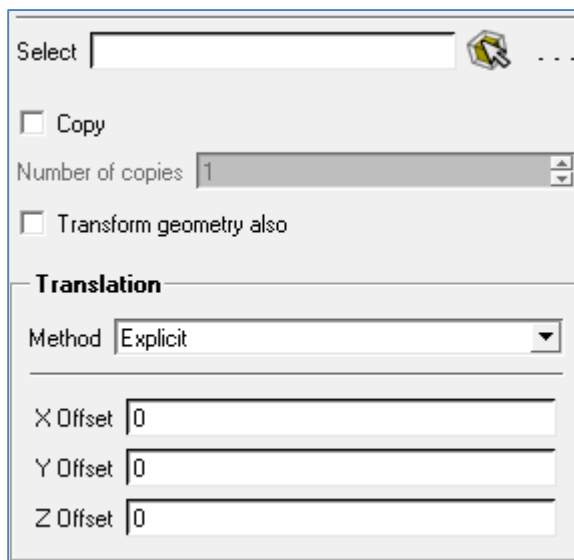 Select ...
Copy
Number of copies 1
Transform geometry also
Translation
Method Explicit
X Offset 0
Y Offset 0
Z Offset 0